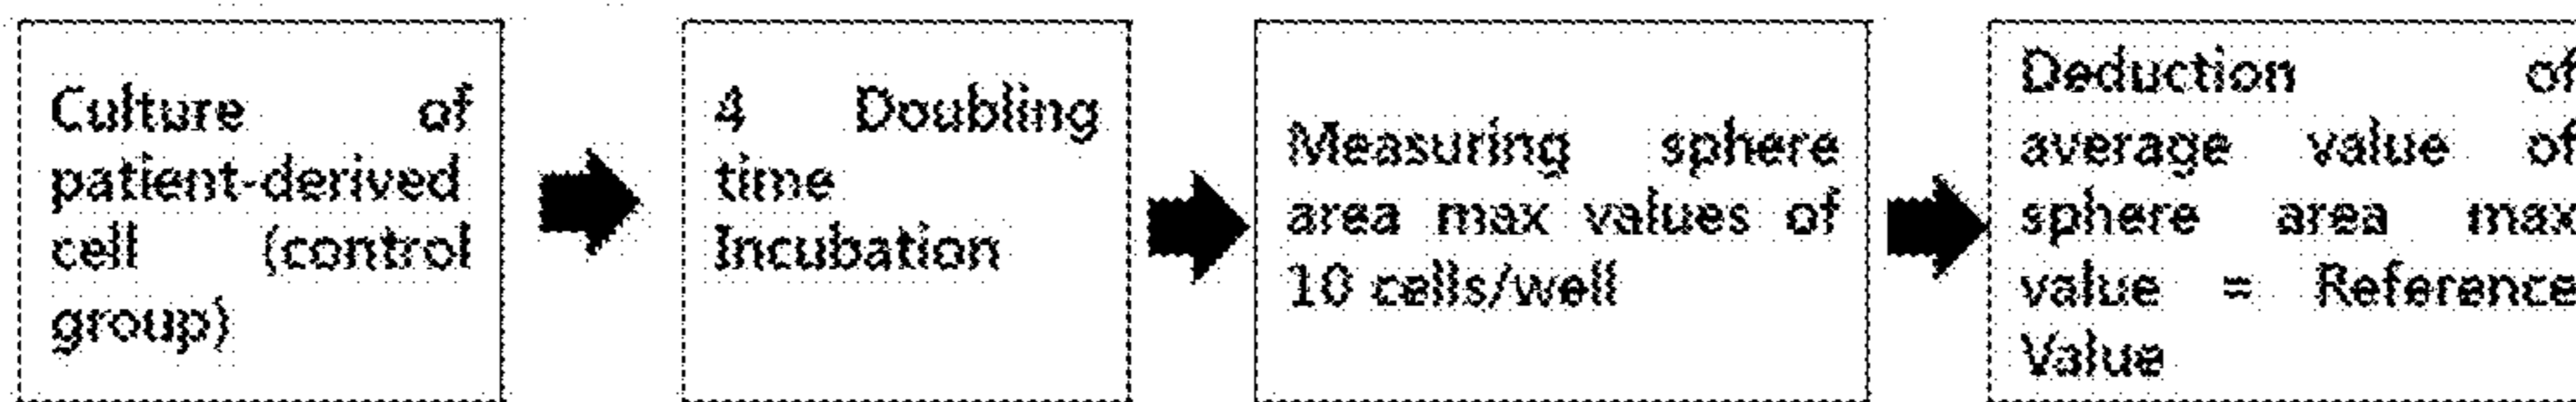 Culture of
patient-derived
cell (control
group)
4 Doubling
time
Incubation
Measuring sphere
area max values of
10 cells/well
Deduction of
average value of
sphere area max
value = Reference
Value